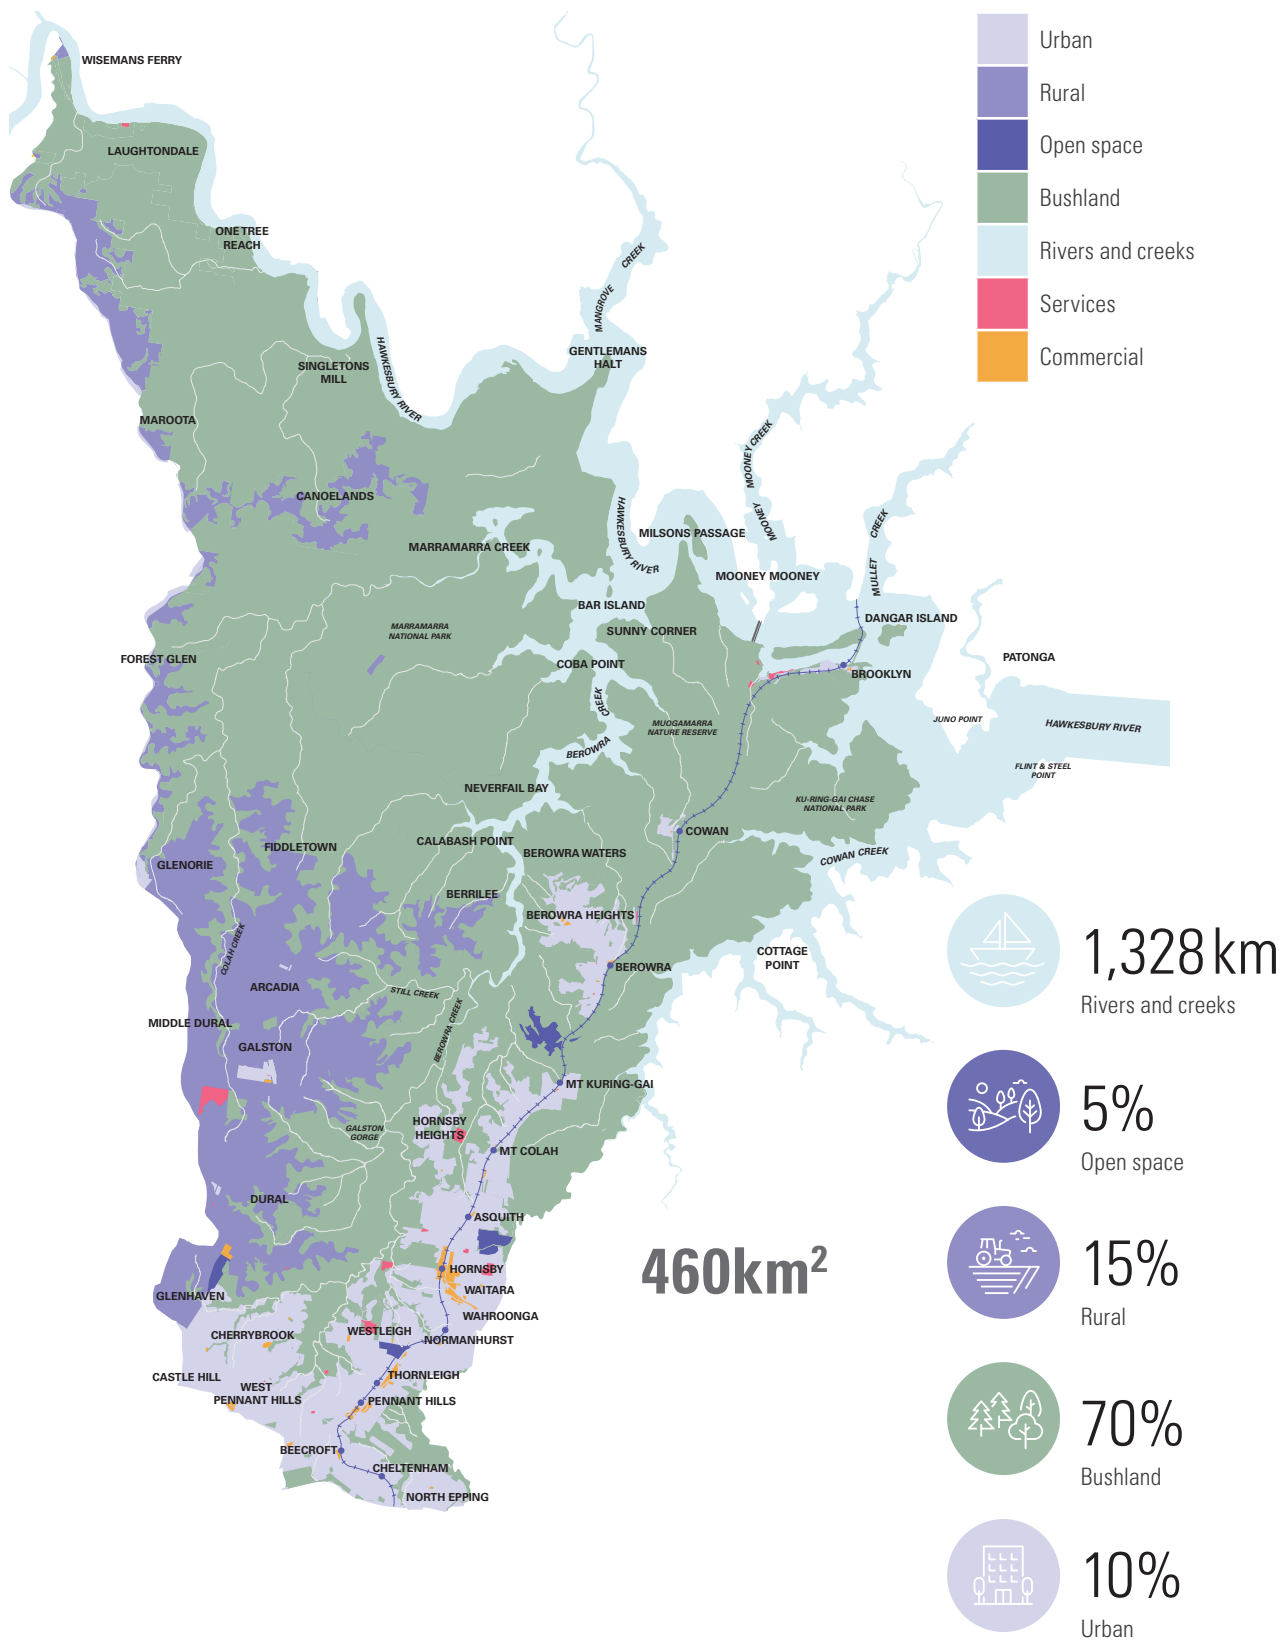 Urban
Rural
Open space
Bushland
Rivers and creeks
Services
Commercial
WISEMANS FERRY
LAUGHTONDALE
ONE TREE
REACH
MANGROVE
CREEK
SINGLETONS
MILL
HAWKESBURY RIVER
GENTLEMANS
HALT
MAROOTA
CANOELANDS
MARRAMARRA CREEK
HAWKESBURY RIVER
MILSONS PASSAGE
MOONEY
MOONEY CREEK
MOONEY MOONEY
MULLET
CREEK
BAR ISLAND
SUNNY CORNER
DANGAR ISLAND
MARRAMARRA
NATIONAL PARK
FOREST GLEN
COBA POINT
BROOKLYN
PATONGA
JUNO POINT
HAWKESBURY RIVER
MUOGAMARRA
NATURE RESERVE
BEROWRA
CREEK
FLINT & STEEL
POINT
NEVERFAIL BAY
KU-RING-GAI CHASE
NATIONAL PARK
COWAN
CALABASH POINT
BEROWRA WATERS
COWAN CREEK
FIDDLETOWN
GLENORIE
BERRILEE
BEROWRA HEIGHTS
COLAH CREEK
BEROWRA
COTTAGE
POINT
ARCADIA
STILL CREEK
MIDDLE DURAL
BEROWRA CREEK
GALSTON
MT KURING-GAI
HORNSBY
HEIGHTS
GALSTON
GORGE
MT COLAH
DURAL
ASQUITH
HORNSBY
WAITARA
GLENHAVEN
WAHROONGA
CHERRYBROOK
WESTLEIGH
NORMANHURST
CASTLE HILL
WEST
PENNANT HILLS
THORNLEIGH
PENNANT HILLS
BEECROFT
CHELTENHAM
NORTH EPPING
460km²
1,328 km
Rivers and creeks
5%
Open space
15%
Rural
70%
Bushland
10%
Urban